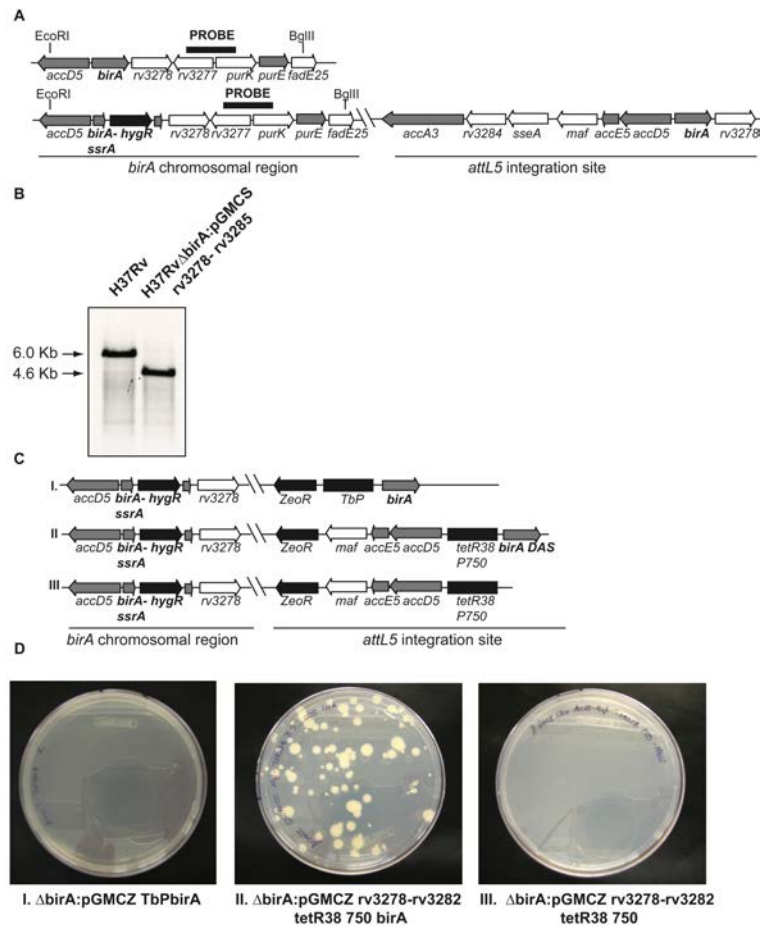 A
EcoRI PROBE BglII
accD5 birA rv3278 rv3277 purK purE fadE25
EcoRI PROBE BglII
accD5 birA- hygR rv3278 rv3277 purK purE fadE25 accA3 rv3284 sseA maf accE5 accD5 birA rv3278
ssrA
birA chromosomal region attL5 integration site
B
H37Rv
H37RvΔbirA:pGMCS
rv3278- rv3285
6.0 Kb
4.6 Kb
C
I.
accD5 birA- hygR rv3278 ZeoR TbP birA
ssrA
II
accD5 birA- hygR rv3278 ZeoR maf accE5 accD5 tetR38 birA DAS
ssrA P750
III
accD5 birA- hygR rv3278 ZeoR maf accE5 accD5 tetR38
ssrA P750
birA chromosomal region attL5 integration site
D
I. ΔbirA:pGMCZ TbPbirA
II. ΔbirA:pGMCZ rv3278-rv3282
tetR38 750 birA
III. ΔbirA:pGMCZ rv3278-rv3282
tetR38 750